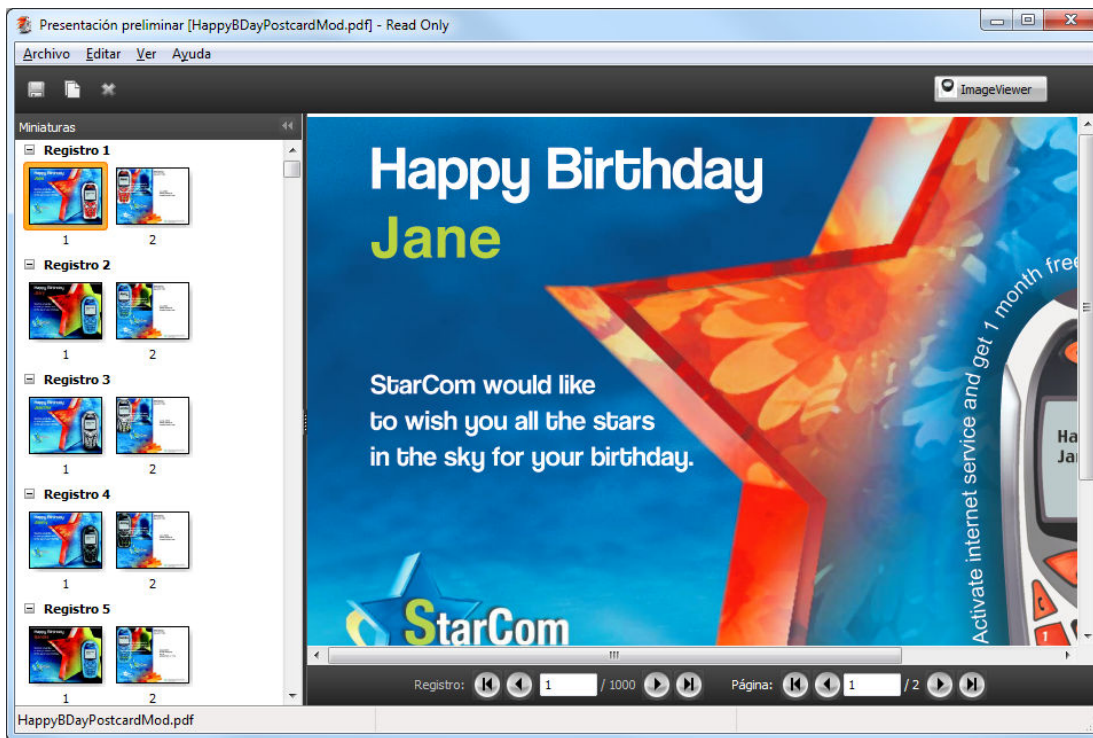 Presentación preliminar [HappyBDayPostcardMod.pdf] - Read Only
Archivo Editar Ver Ayuda
ImageViewer
Miniaturas
Registro 1
1 2
Registro 2
1 2
Registro 3
1 2
Registro 4
1 2
Registro 5
1 2
Happy Birthday
Jane
StarCom would like
to wish you all the stars
in the sky for your birthday.
StarCom
Activate internet service and get 1 month free
Ha
Ja
1
Registro: 1 / 1000 Página: 1 / 2
HappyBDayPostcardMod.pdf